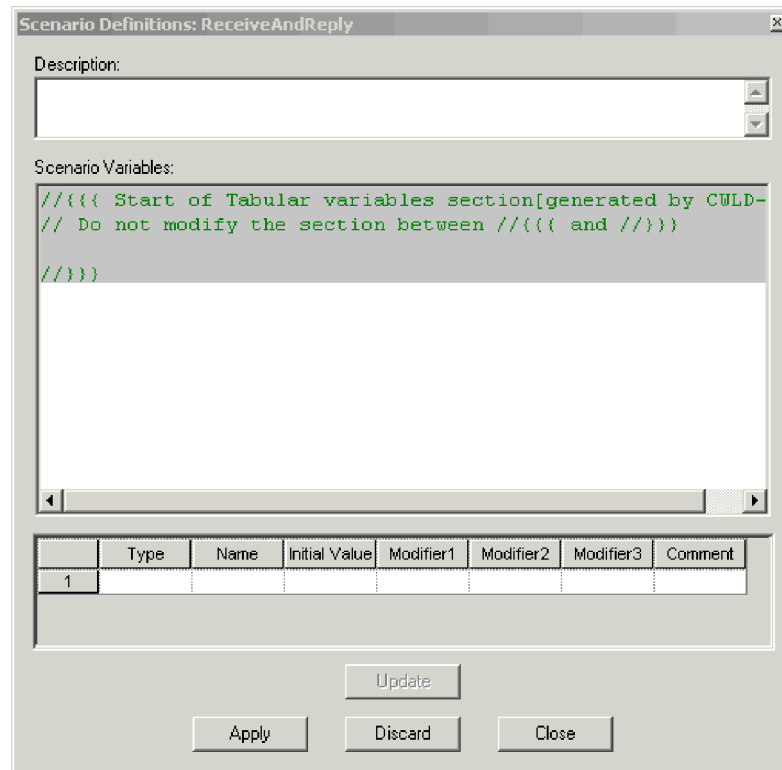 Scenario Definitions: ReceiveAndReply
Description:
Scenario Variables:
//{{{ Start of Tabular variables section[generated by CWLD-
// Do not modify the section between //{{{ and //}}}
//}}}
Type Name Initial Value Modifier1 Modifier2 Modifier3 Comment
1
Update
Apply Discard Close